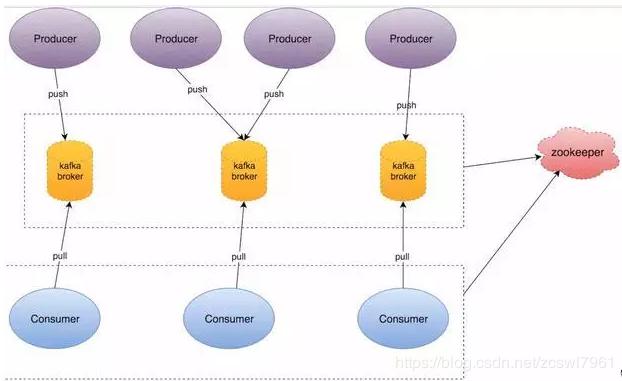 Producer
Producer
Producer
Producer
push
push
push
push
kafka
broker
kafka
broker
kafka
broker
zookeeper
pull
pull
pull
Consumer
Consumer
Consumer
https://blog.csdn.net/zcswl7961